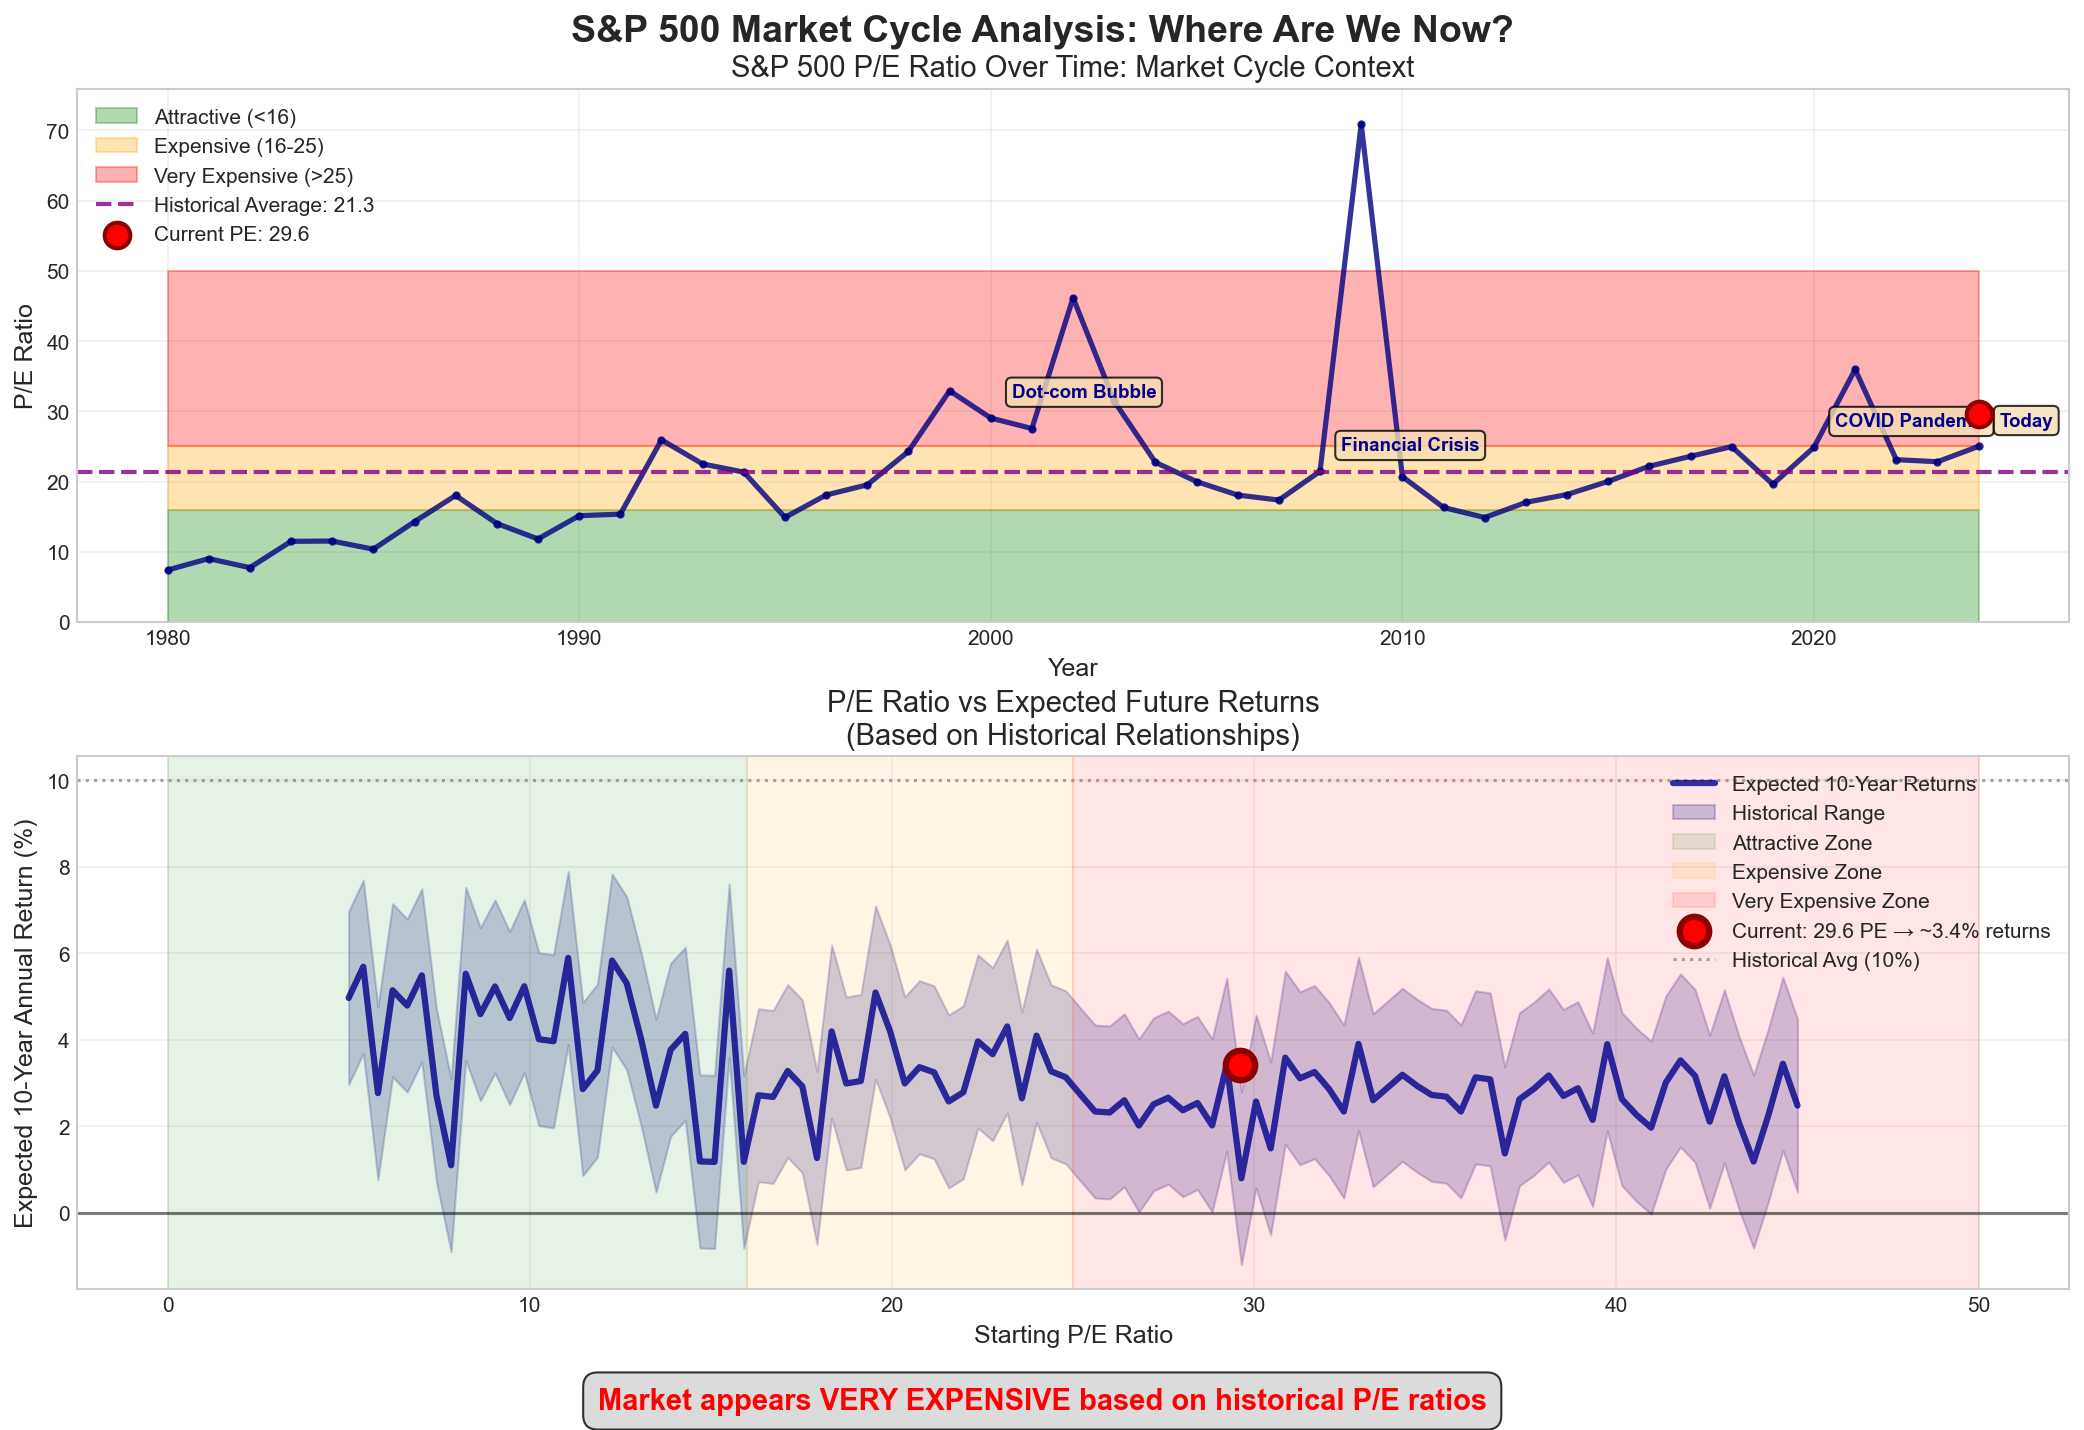 S&P 500 Market Cycle Analysis: Where Are We Now?
S&P 500 P/E Ratio Over Time: Market Cycle Context
Attractive (<16)
Expensive (16-25)
Very Expensive (>25)
Historical Average: 21.3
Current PE: 29.6
P/E Ratio
70
60
50
40
30
20
10
0
Dot-com Bubble
Financial Crisis
COVID Pandem
Today
1980
1990
2000
2010
2020
Year
P/E Ratio vs Expected Future Returns
(Based on Historical Relationships)
Expected 10-Year Annual Return (%)
10
8
6
4
2
0
Expected 10-Year Returns
Historical Range
Attractive Zone
Expensive Zone
Very Expensive Zone
Current: 29.6 PE → ~3.4% returns
Historical Avg (10%)
0
10
20
30
40
50
Starting P/E Ratio
Market appears VERY EXPENSIVE based on historical P/E ratios